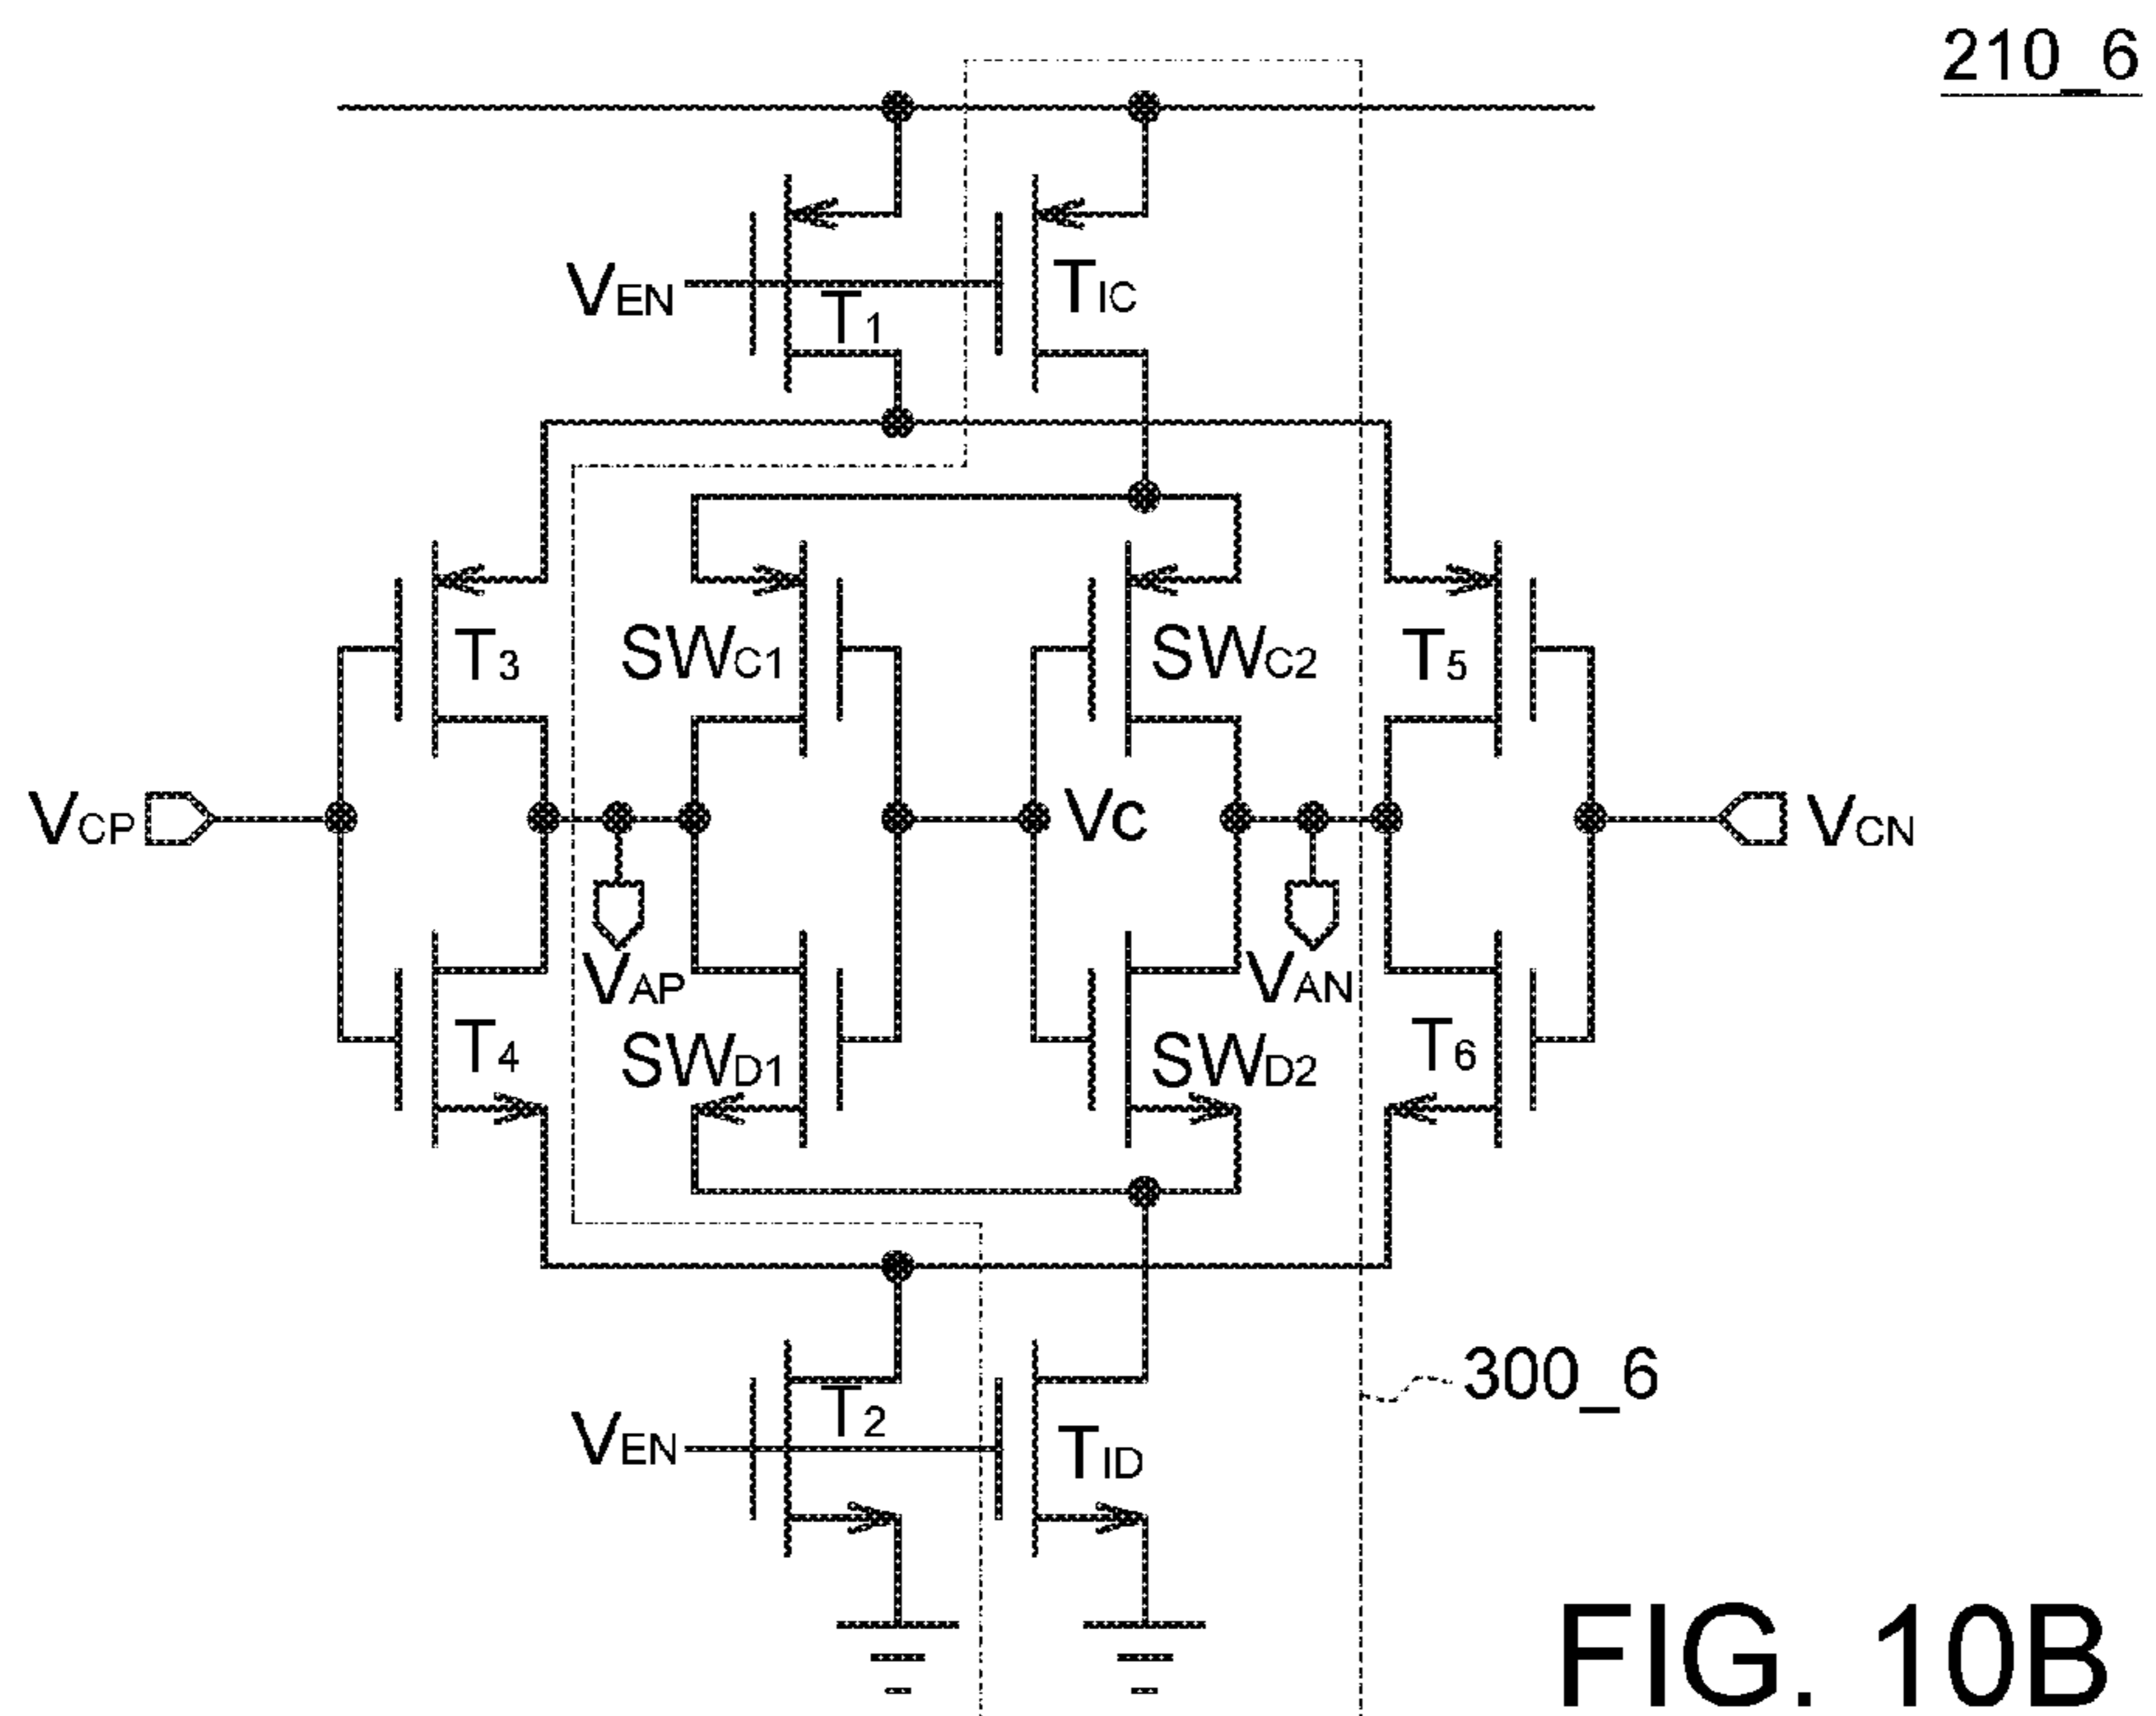 210_6
VEN
T1
TIC
T3
SWC1
SWC2
T5
VCP
VC
VCN
VAP
VAN
T4
SWD1
SWD2
T6
VEN
T2
TID
300_6
FIG. 10B